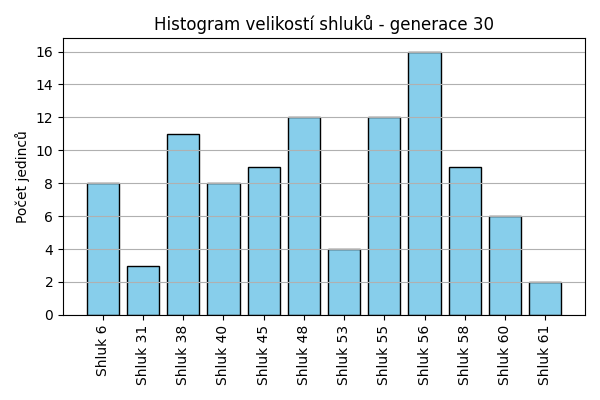 Histogram velikostí shluků - generace 30
Počet jedinců
16
14
12
10
8
6
4
2
0
Shluk 6
Shluk 31
Shluk 38
Shluk 40
Shluk 45
Shluk 48
Shluk 53
Shluk 55
Shluk 56
Shluk 58
Shluk 60
Shluk 61